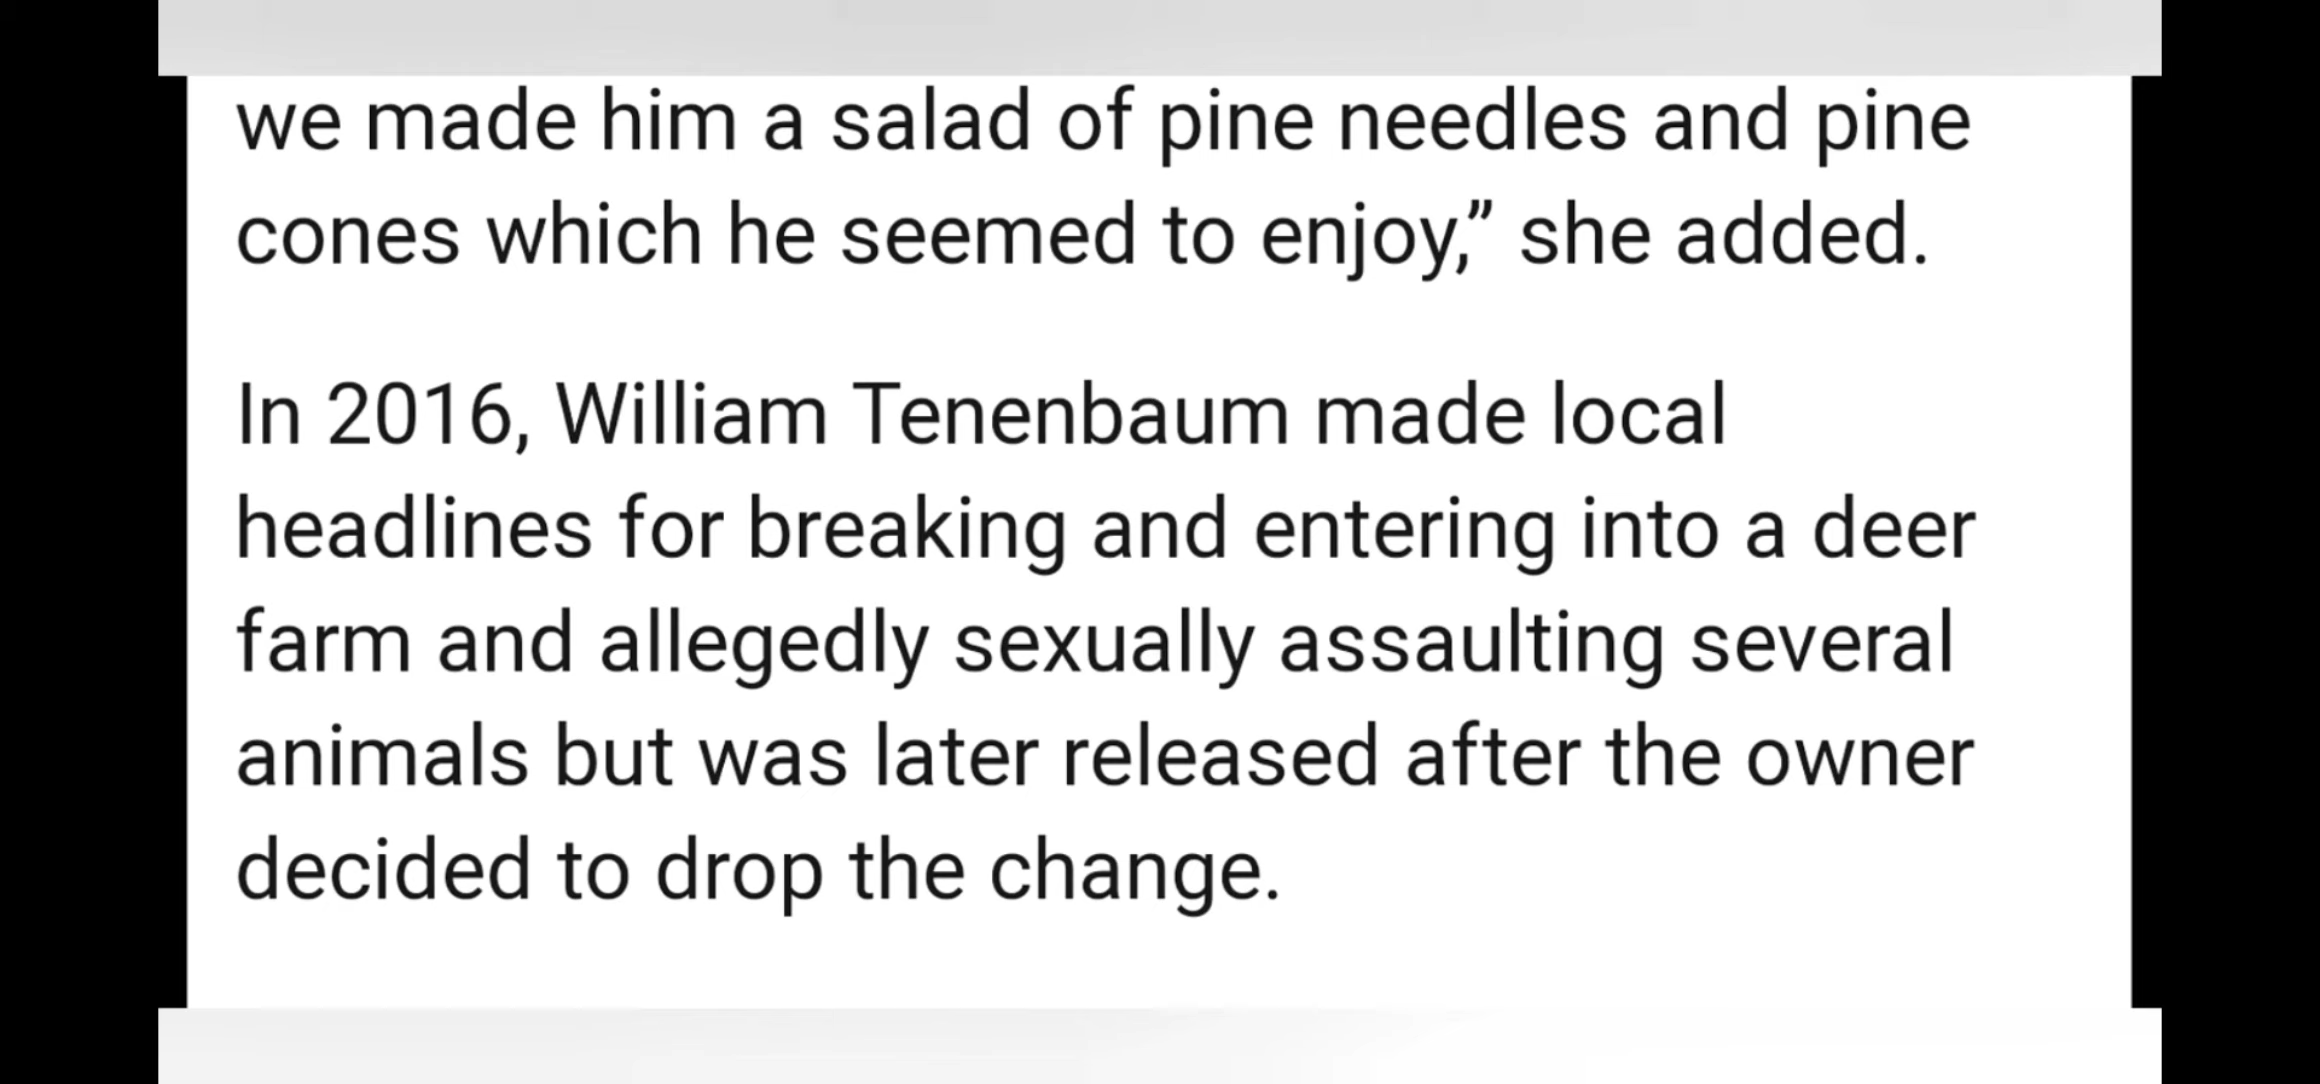 we made him a salad of pine needles and pine
cones which he seemed to enjoy,” she added.
In 2016, William Tenenbaum made local
headlines for breaking and entering into a deer
farm and allegedly sexually assaulting several
animals but was later released after the owner
decided to drop the change.